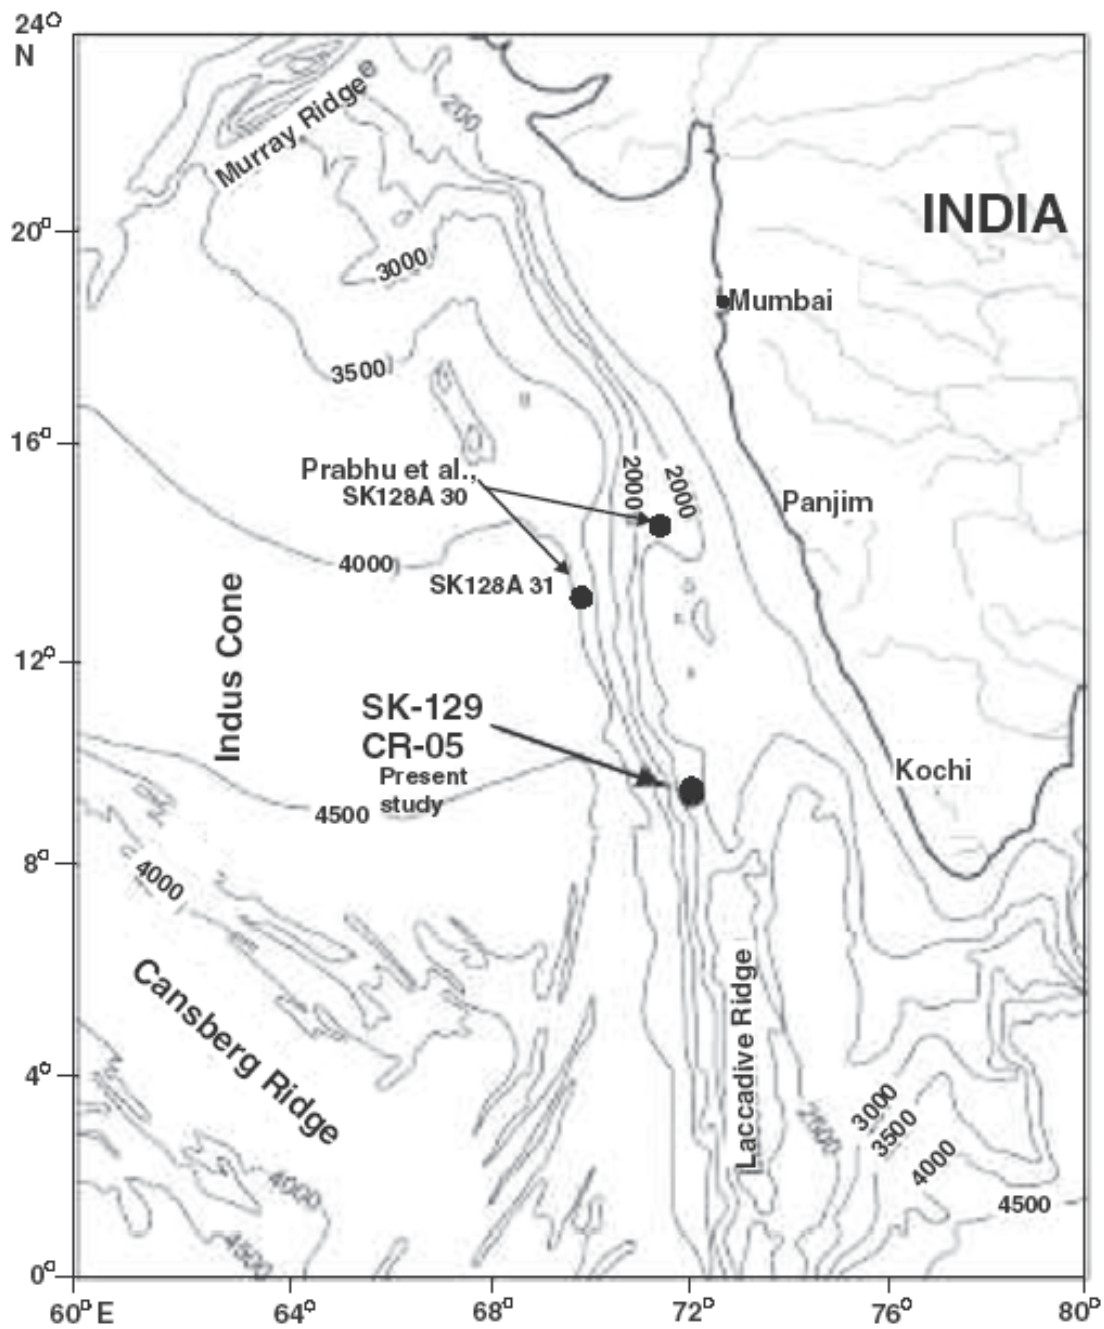 24°
N
Murray Ridge
200
INDIA
20°
3000
Mumbai
3500
16°
Prabhu et al.,
SK128A 30
2000
2000
Panjim
4000
SK128A 31
Indus Cone
12°
SK-129
CR-05
Present
study
Kochi
4500
8°
4000
Cansberg Ridge
Laccadive Ridge
4°
3000
3500
4000
4500
4000
4500
0°
60° E
64°
68°
72°
76°
80°